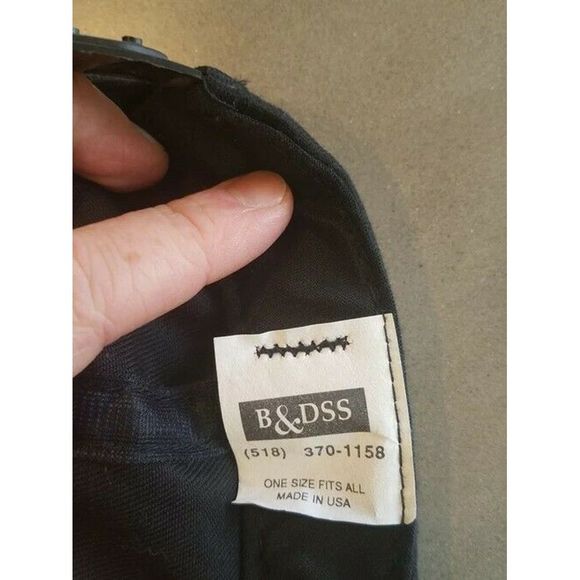 B&DSS
(518) 370-1158
ONE SIZE FITS ALL
MADE IN USA